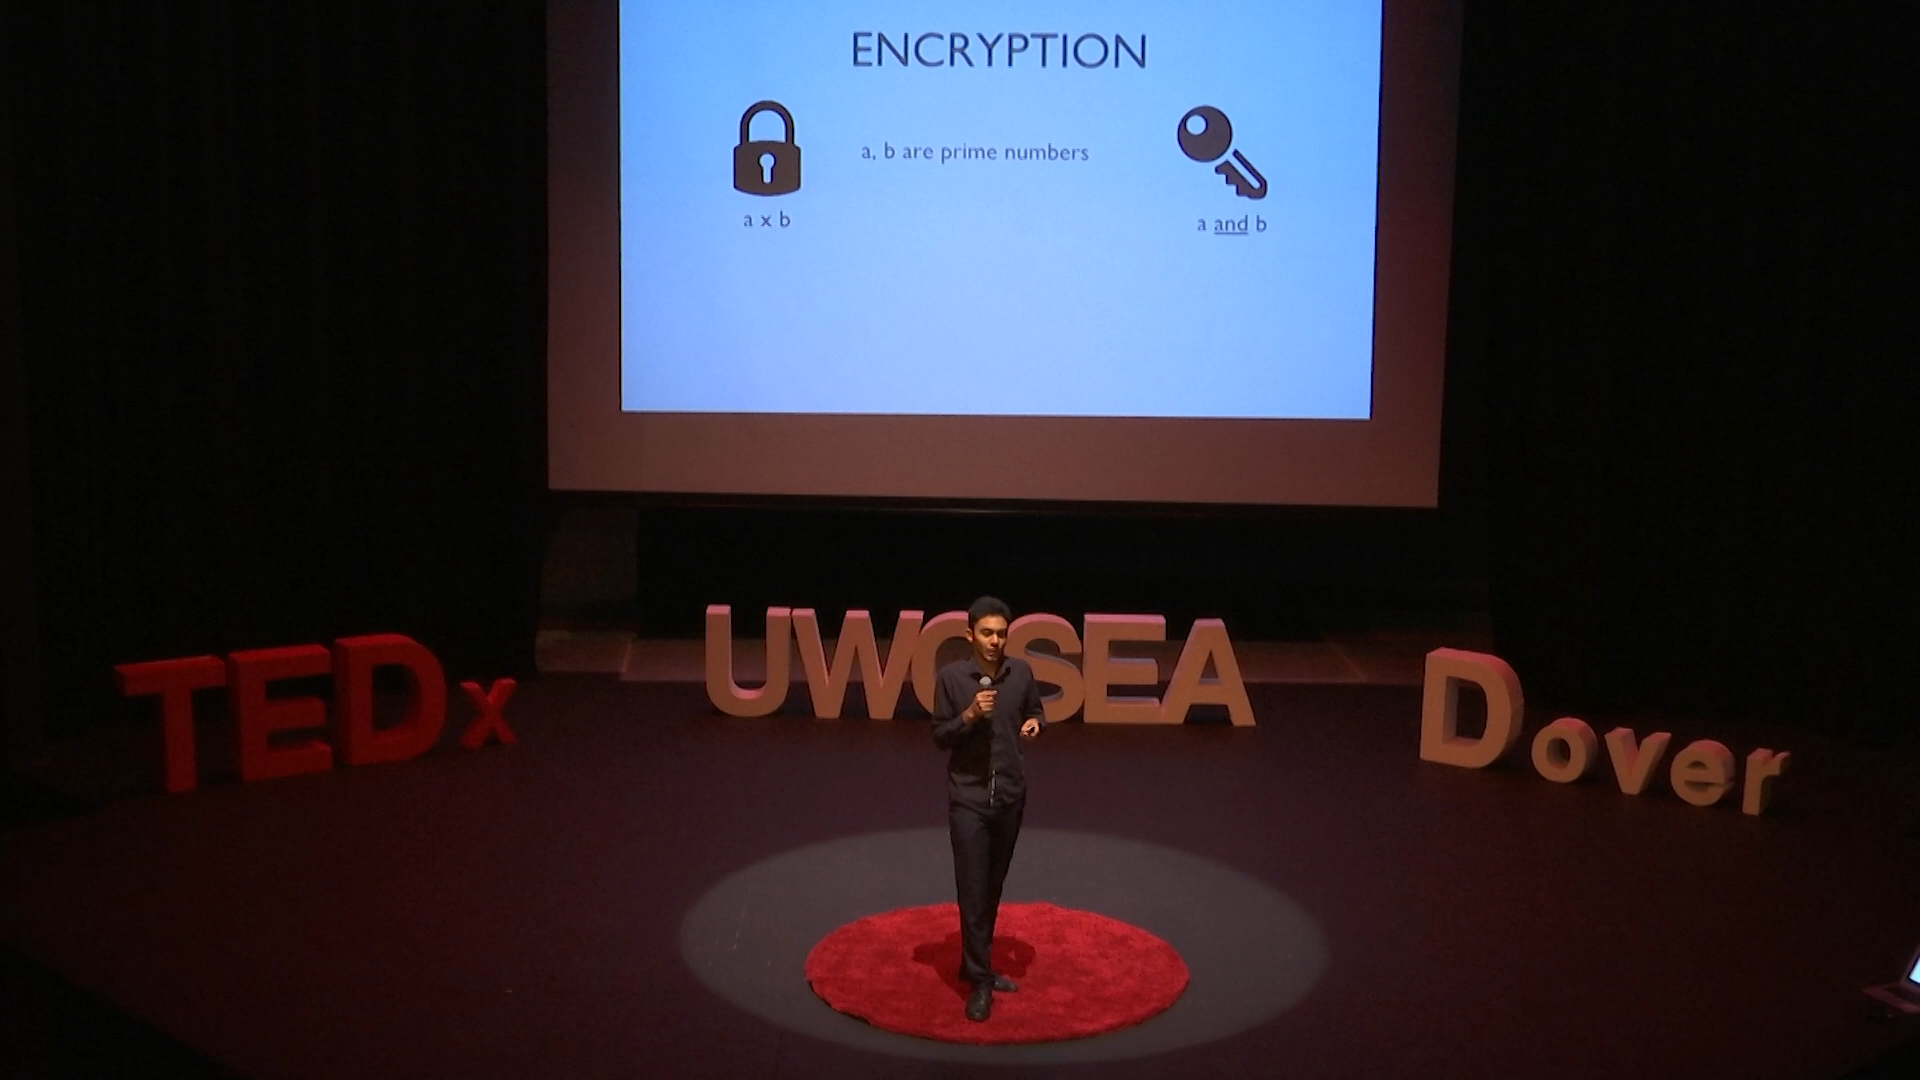 ENCRYPTION
a, b are prime numbers
a x b
a and b
TEDx
UWCSEA
Dover